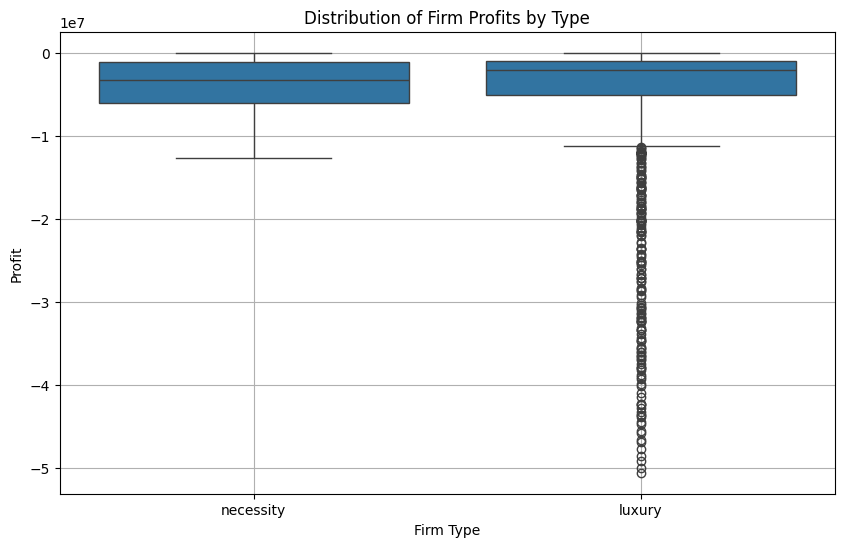 Distribution of Firm Profits by Type
1e7
0
−1
−2
−3
−4
−5
Profit
necessity
luxury
Firm Type